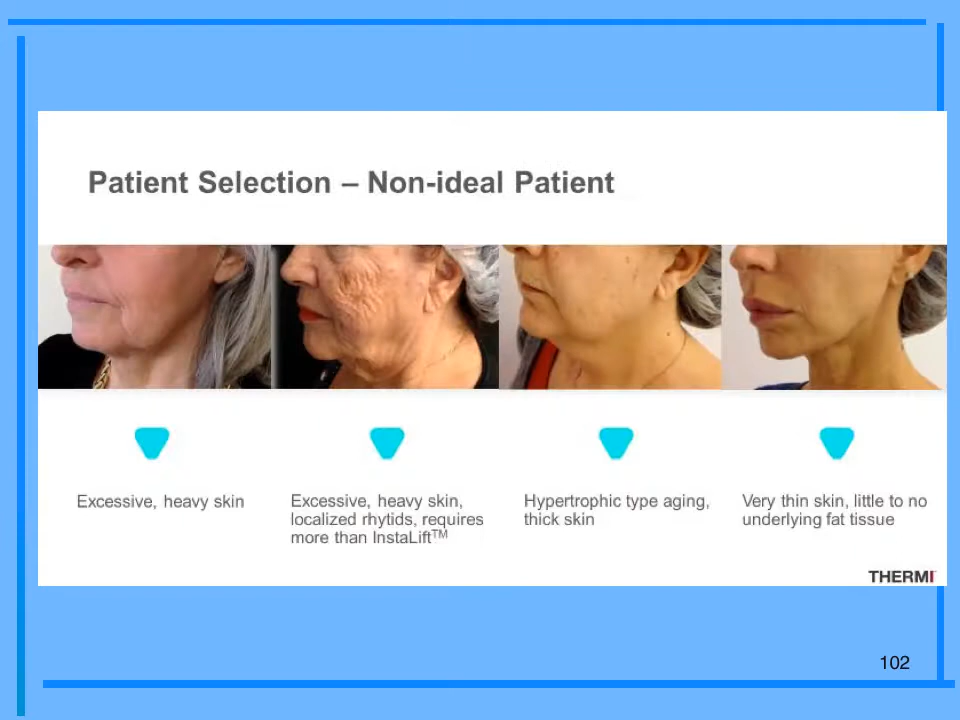 Patient Selection – Non-ideal Patient
Excessive, heavy skin
Excessive, heavy skin,
localized rhytids, requires
more than InstaLift™
Hypertrophic type aging,
thick skin
Very thin skin, little to no
underlying fat tissue
THERMI
102